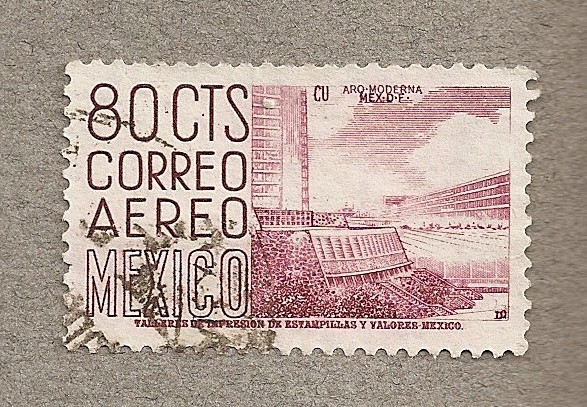 80 CTS
CORREO
AEREO
MEXICO
CU ARQ·MODERNA
MEX·D·F·
TALLERES DE IMPRESION DE ESTAMPILLAS Y VALORES-MEXICO.